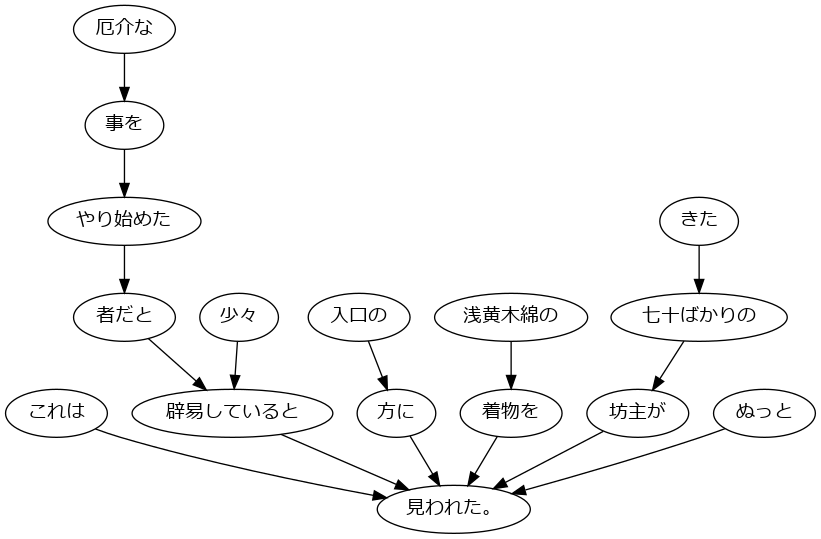 厄介な
事を
やり始めた
きた
者だと
少々
入口の
浅黄木綿の
七十ばかりの
これは
辟易していると
方に
着物を
坊主が
ぬっと
見われた。